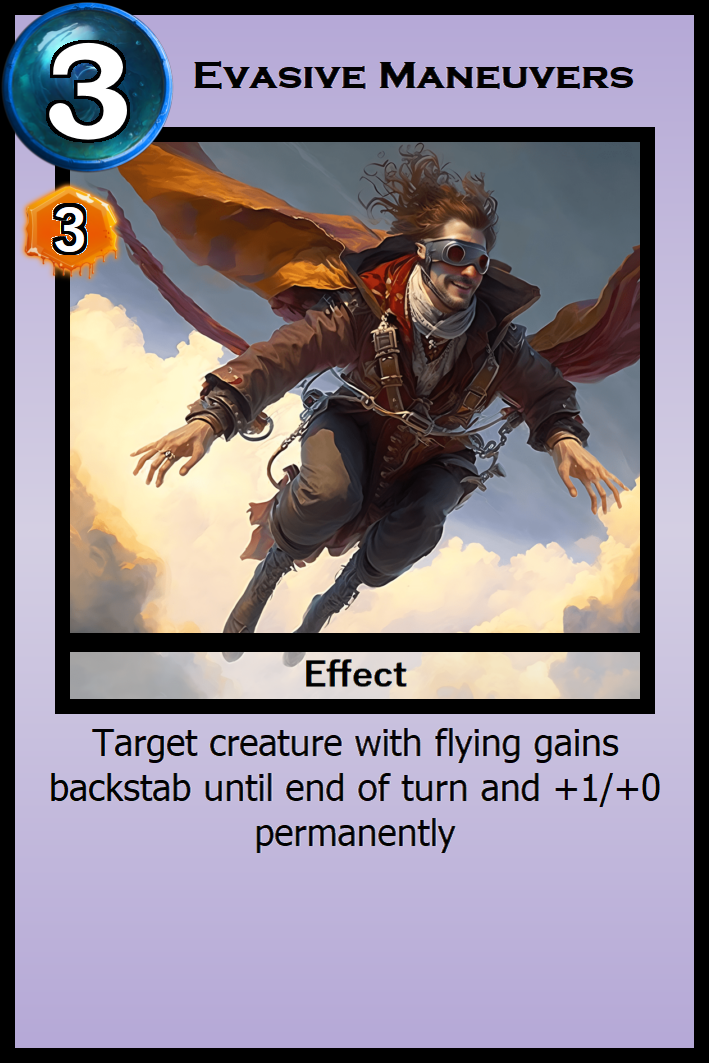 3
Evasive Maneuvers
3
Effect
Target creature with flying gains
backstab until end of turn and +1/+0
permanently